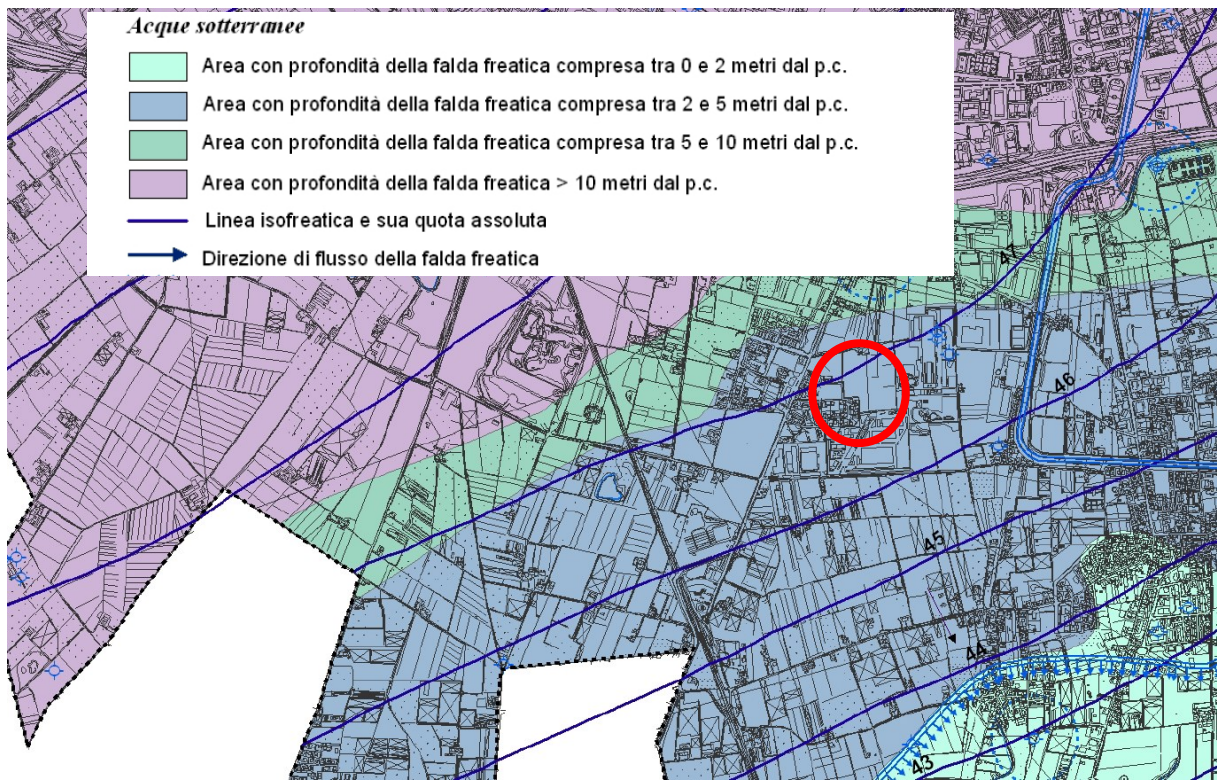 Acque sotterranee
Area con profondità della falda freatica compresa tra 0 e 2 metri dal p.c.
Area con profondità della falda freatica compresa tra 2 e 5 metri dal p.c.
Area con profondità della falda freatica compresa tra 5 e 10 metri dal p.c.
Area con profondità della falda freatica > 10 metri dal p.c.
Linea isofreatica e sua quota assoluta
Direzione di flusso della falda freatica
47
46
45
44
43